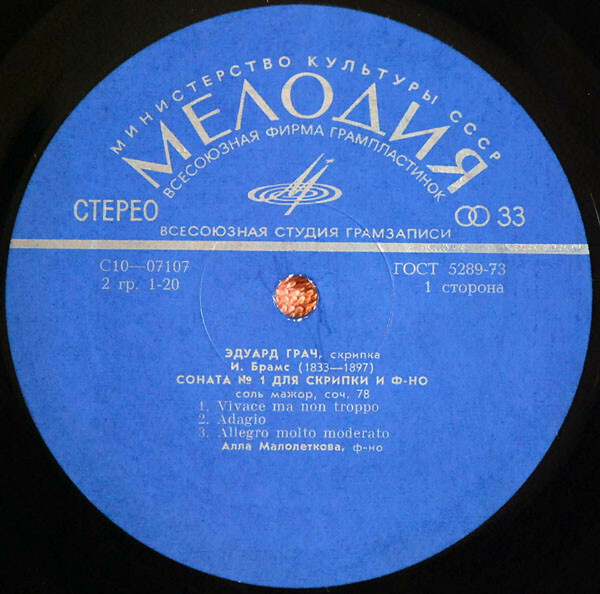 МИНИСТЕРСТВО КУЛЬТУРЫ СССР
МЕЛОДИЯ
ВСЕСОЮЗНАЯ ФИРМА ГРАМПЛАСТИНОК
СТЕРЕО
33
ВСЕСОЮЗНАЯ СТУДИЯ ГРАМЗАПИСИ
С10—07107
ГОСТ 5289-73
2 гр. 1-20
1 сторона
ЭДУАРД ГРАЧ, скрипка
И. Брамс (1833—1897)
СОНАТА № 1 ДЛЯ СКРИПКИ И Ф-НО
соль мажор, соч. 78
1. Vivace ma non troppo
2. Adagio
3. Allegro molto moderato
Алла Малолеткова, ф-но